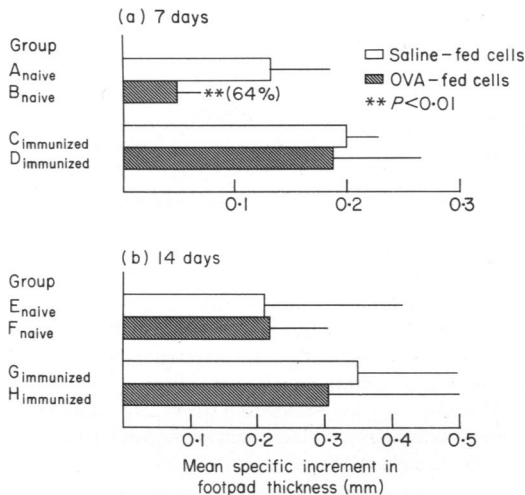 (a) 7 days
Group
A naive
B naive
**(64%)
C immunized
D immunized
Saline-fed cells
OVA-fed cells
** P<0·01
0·1 0·2 0·3
(b) 14 days
Group
E naive
F naive
G immunized
H immunized
0·1 0·2 0·3 0·4 0·5
Mean specific increment in
footpad thickness (mm)